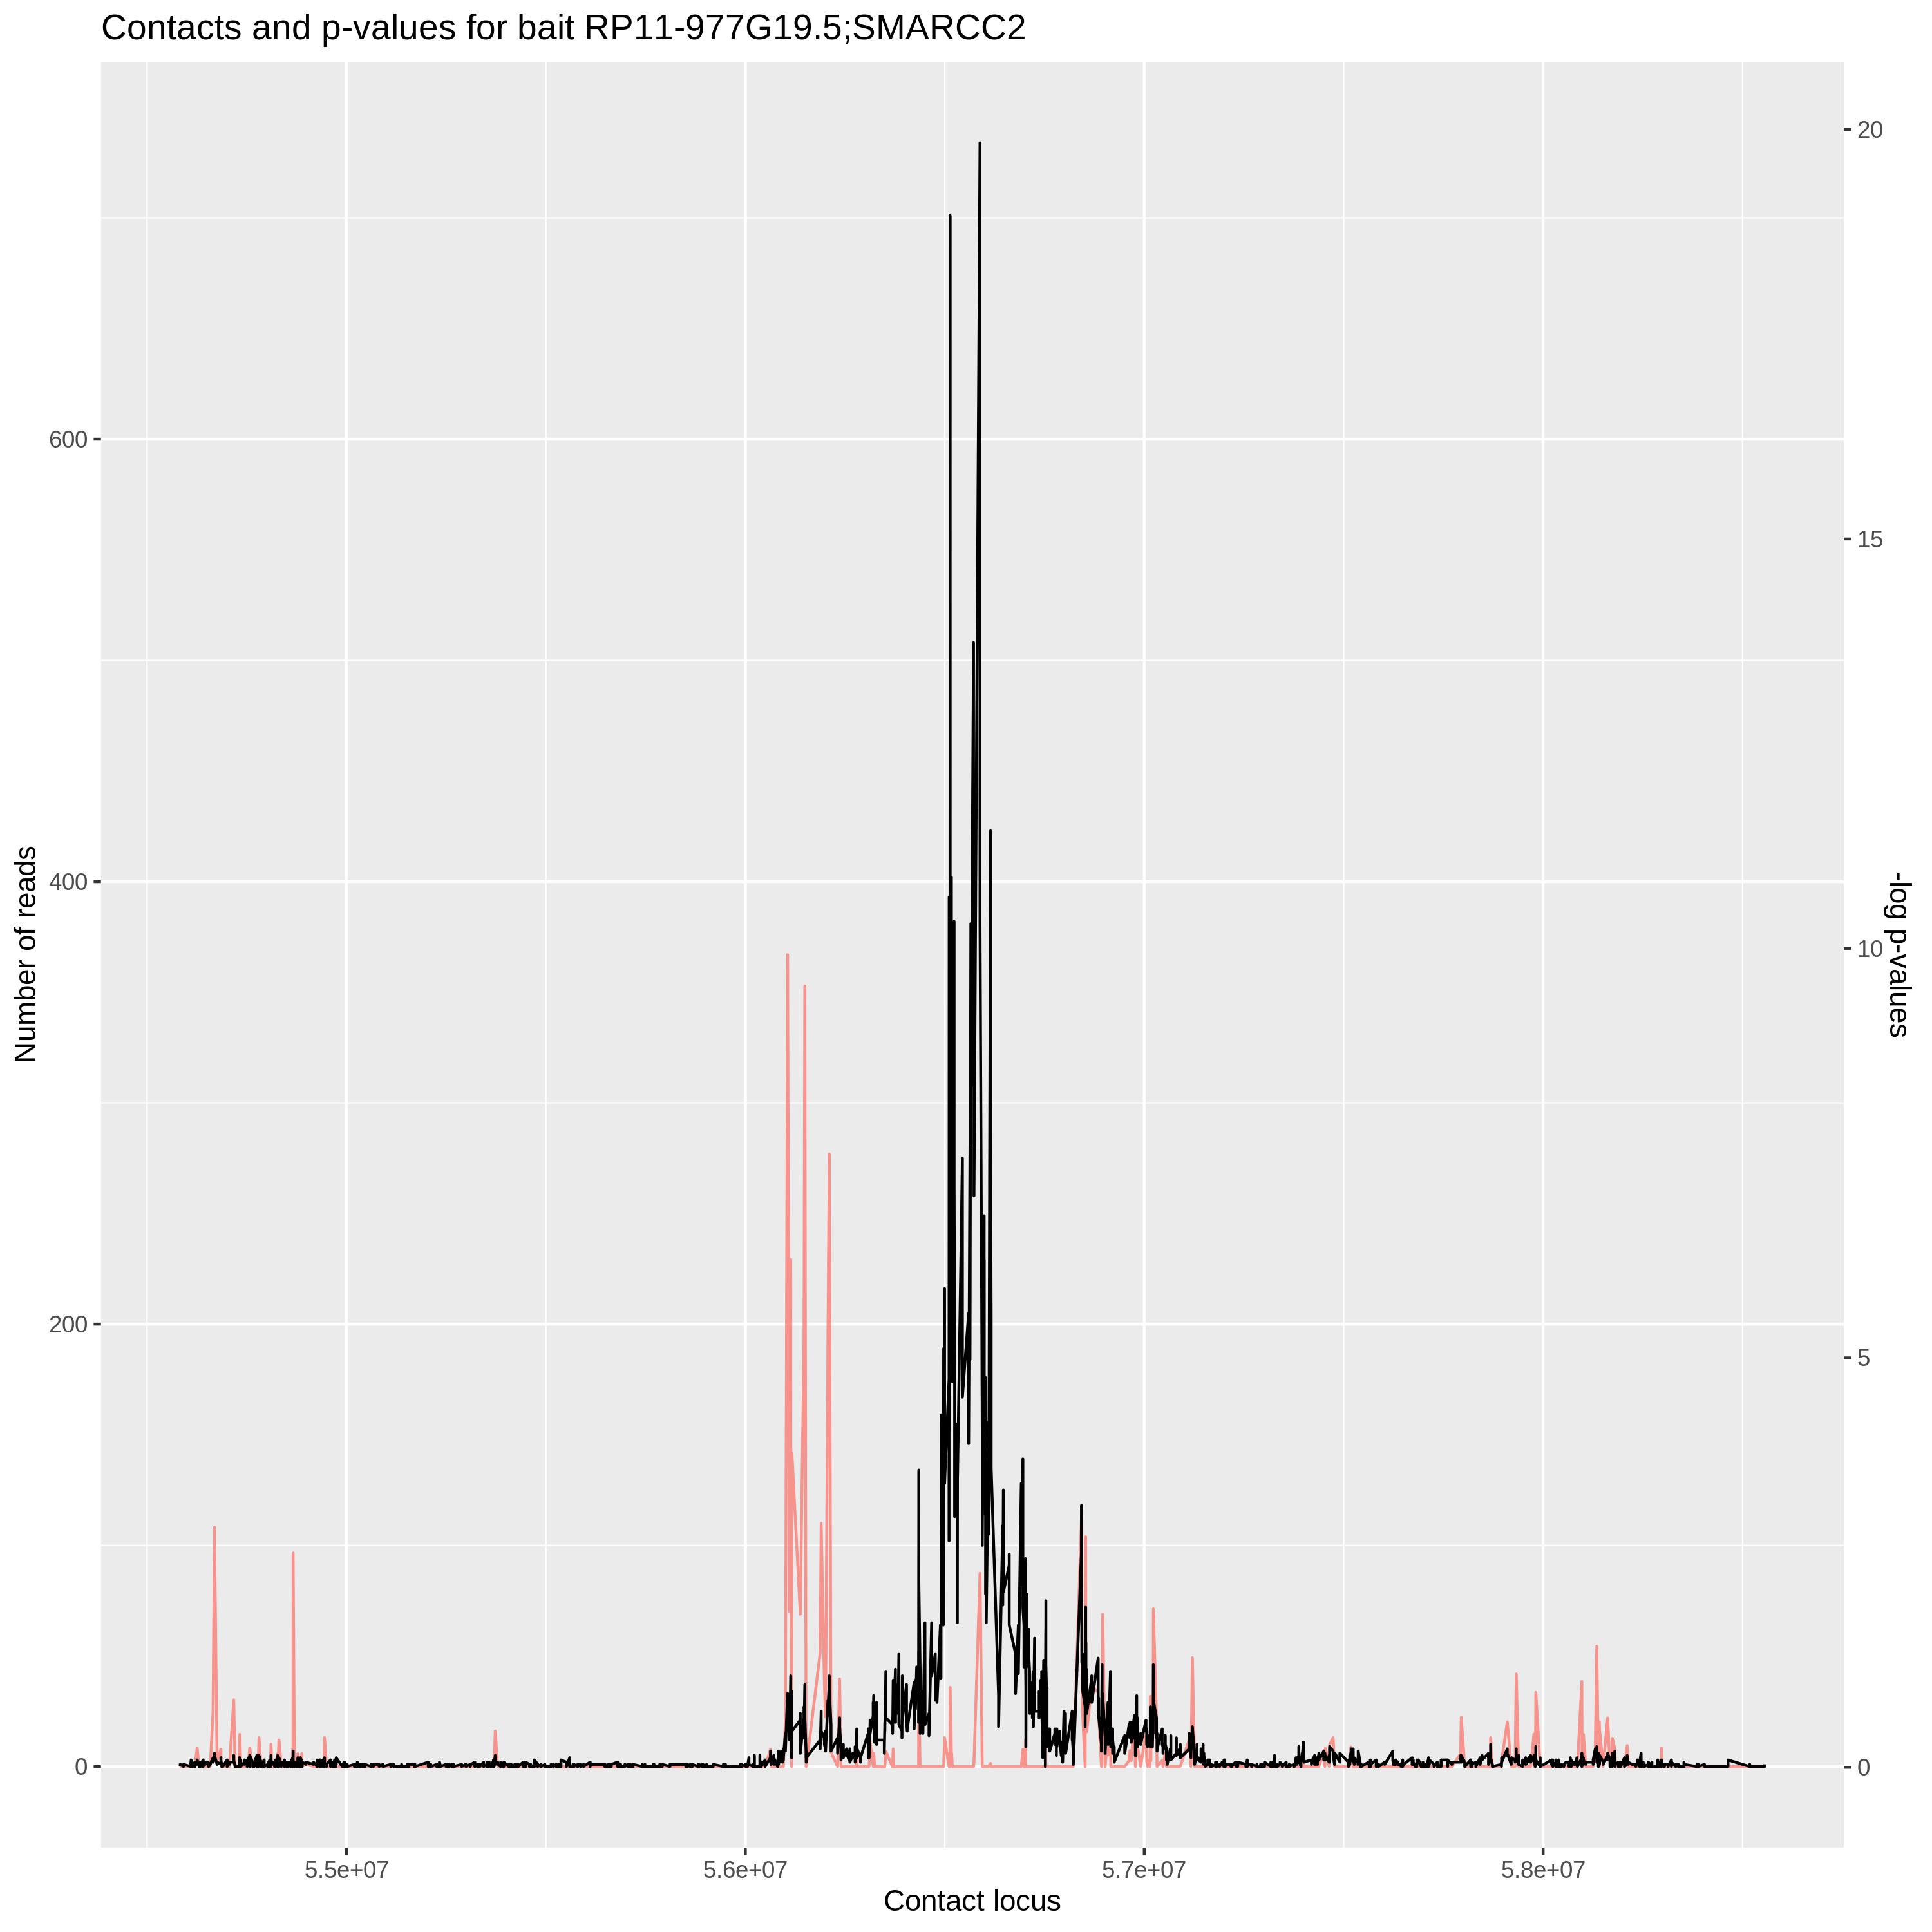 Contacts and p-values for bait RP11-977G19.5;SMARCC2
20
15
10
5
0
-log p-values
600
400
200
0
Number of reads
5.5e+07 5.6e+07 5.7e+07 5.8e+07
Contact locus